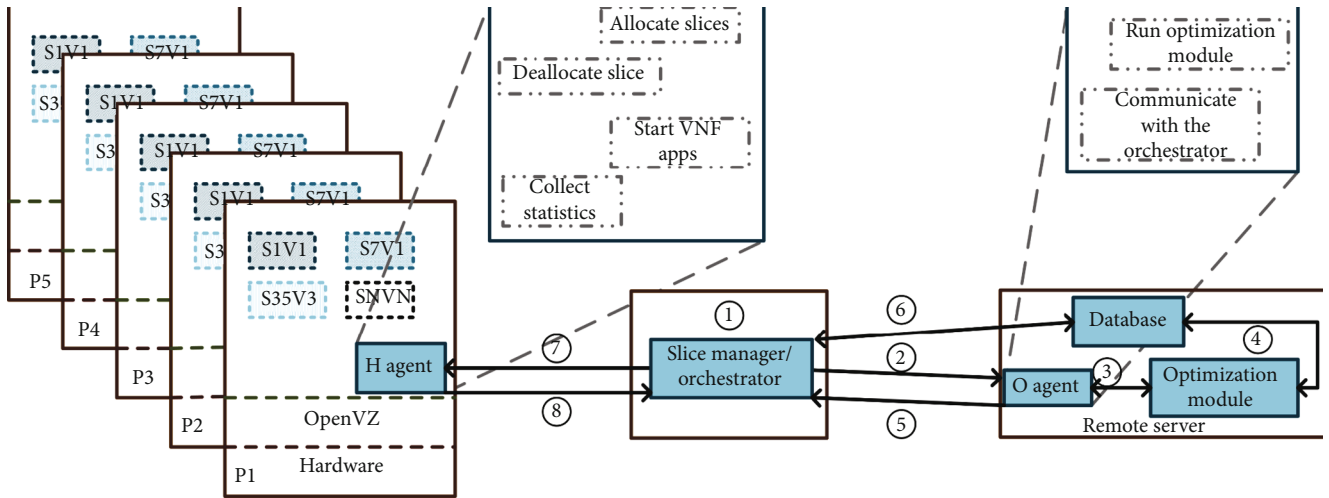 Allocate slices
Deallocate slice
Start VNF
apps
Collect
statistics
Run optimization
module
Communicate
with the
orchestrator
S1V1
S7V1
S3
P5
S1V1
S7V1
S3
P4
S1V1
S7V1
S3
P3
S1V1
S7V1
S3
P2
S1V1
S7V1
S35V3
SNVN
H agent
OpenVZ
Hardware
P1
1
Slice manager/
orchestrator
7
8
6
2
5
Database
4
3
O agent
Optimization
module
Remote server